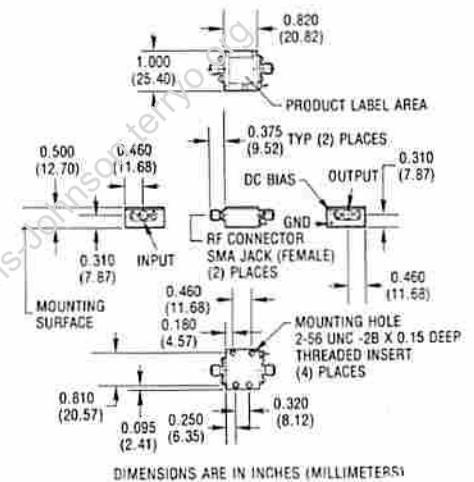 0.820
(20.82)
1.000
(25.40)
PRODUCT LABEL AREA
0.375 TYP (2) PLACES
(9.52)
0.500
(12.70)
0.460
(11.68)
DC BIAS
OUTPUT
0.310
(7.87)
GND
0.310
(7.87)
INPUT
RF CONNECTOR
SMA JACK (FEMALE)
(2) PLACES
0.460
(11.68)
MOUNTING
SURFACE
0.460
(11.68)
0.180
(4.57)
MOUNTING HOLE
2-56 UNC -2B X 0.15 DEEP
THREADED INSERT
(4) PLACES
0.810
(20.57)
0.095
(2.41)
0.250
(6.35)
0.320
(8.12)
DIMENSIONS ARE IN INCHES (MILLIMETERS)